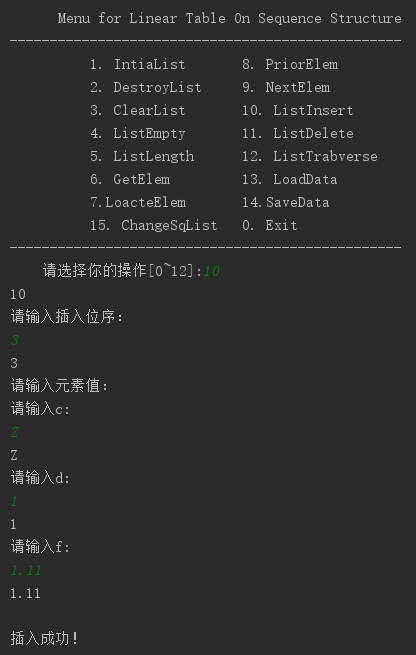 Menu for Linear Table On Sequence Structure
-------------------------------------------------
1. IntiaList 8. PriorElem
2. DestroyList 9. NextElem
3. ClearList 10. ListInsert
4. ListEmpty 11. ListDelete
5. ListLength 12. ListTrabverse
6. GetElem 13. LoadData
7.LoacteElem 14.SaveData
15. ChangeSqList 0. Exit
-------------------------------------------------
请选择你的操作[0~12]:10
10
请输入插入位序:
3
3
请输入元素值:
请输入c:
Z
Z
请输入d:
1
1
请输入f:
1.11
1.11
插入成功!